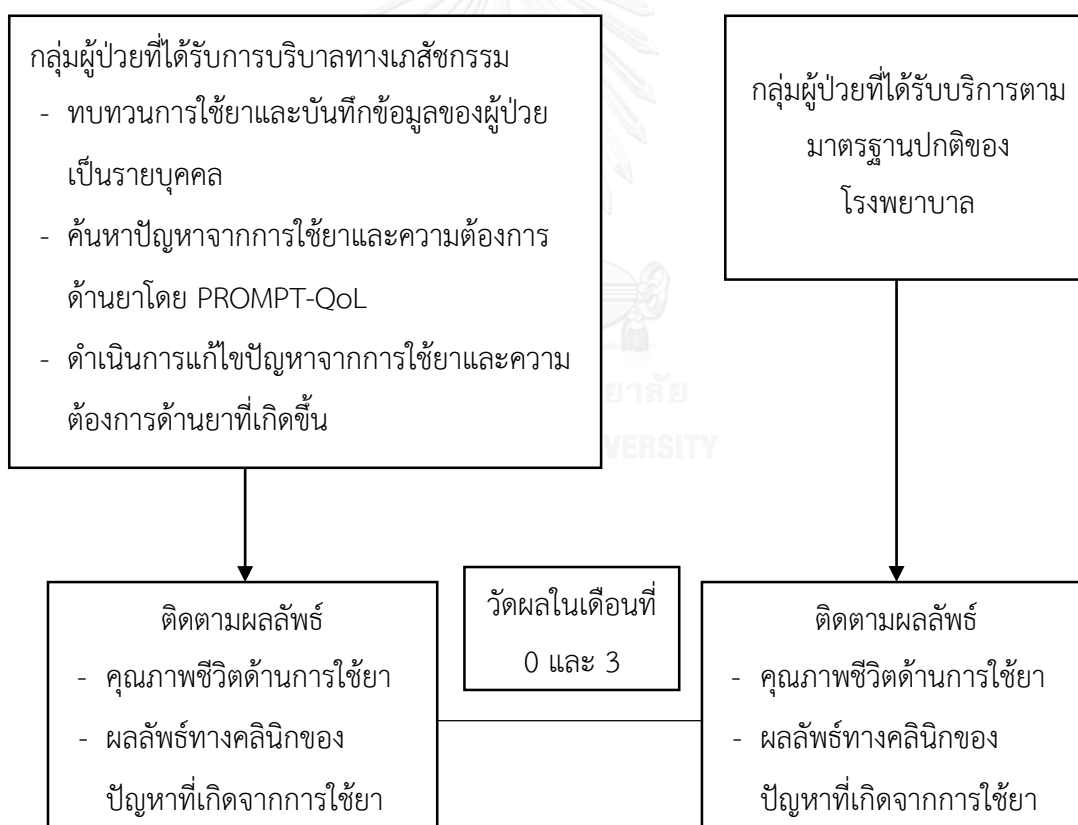 กลุ่มผู้ป่วยที่ได้รับการบริบาลทางเภสัชกรรม
- ทบทวนการใช้ยาและบันทึกข้อมูลของผู้ป่วย
เป็นรายบุคคล
- ค้นหาปัญหาจากการใช้ยาและความต้องการ
ด้านยาโดย PROMPT-QoL
- ดำเนินการแก้ไขปัญหาจากการใช้ยาและความ
ต้องการด้านยาที่เกิดขึ้น
กลุ่มผู้ป่วยที่ได้รับบริการตาม
มาตรฐานปกติของ
โรงพยาบาล
ยาลัย
VERSITY
ติดตามผลลัพธ์
- คุณภาพชีวิตด้านการใช้ยา
- ผลลัพธ์ทางคลินิกของ
ปัญหาที่เกิดจากการใช้ยา
วัดผลในเดือนที่
0 และ 3
ติดตามผลลัพธ์
- คุณภาพชีวิตด้านการใช้ยา
- ผลลัพธ์ทางคลินิกของ
ปัญหาที่เกิดจากการใช้ยา